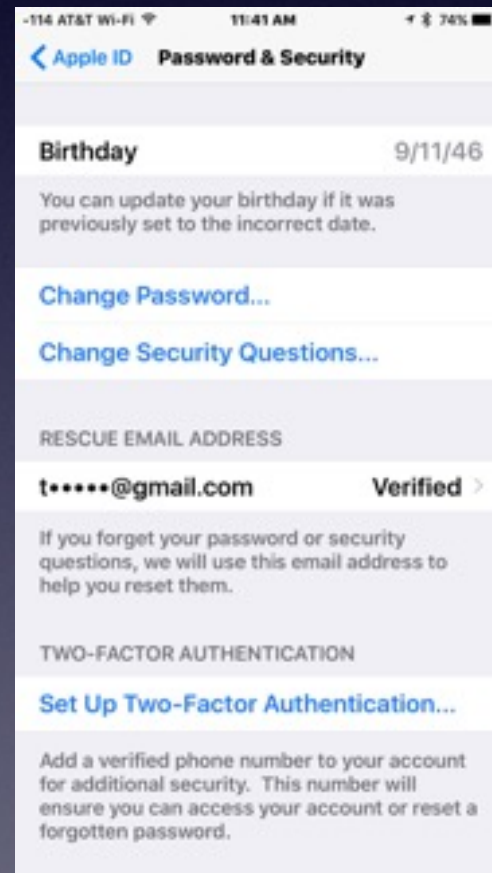 -114 AT&T Wi-Fi 11:41 AM 74%
Apple ID Password & Security
Birthday 9/11/46
You can update your birthday if it was
previously set to the incorrect date.
Change Password...
Change Security Questions...
RESCUE EMAIL ADDRESS
t•••••@gmail.com Verified
If you forget your password or security
questions, we will use this email address to
help you reset them.
TWO-FACTOR AUTHENTICATION
Set Up Two-Factor Authentication...
Add a verified phone number to your account
for additional security. This number will
ensure you can access your account or reset a
forgotten password.